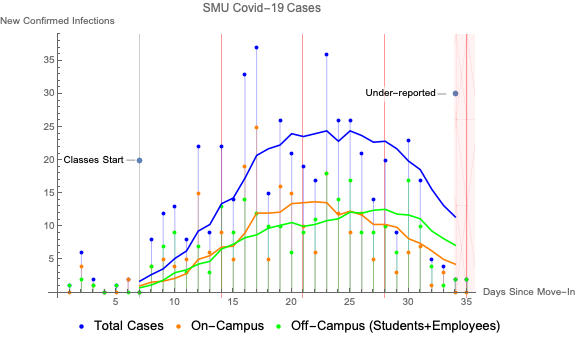 SMU Covid-19 Cases
New Confirmed Infections
35
30
Under-reported
25
20
Classes Start
15
10
5
5 10 15 20 25 30 35
Days Since Move-In
Total Cases On-Campus Off-Campus (Students+Employees)